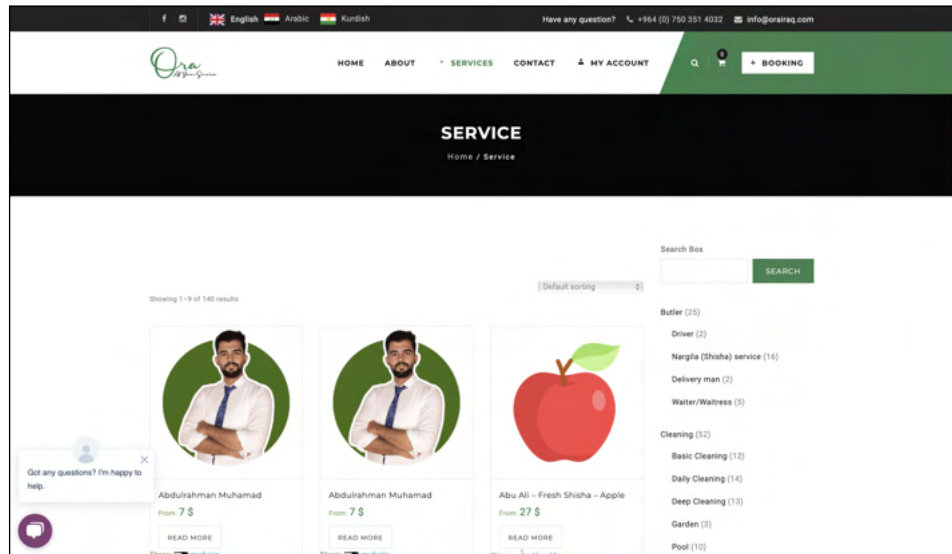 English Arabic Kurdish Have any question? +964 (0) 750 351 4032 info@orairaq.com
Ora
At Your Service
HOME ABOUT SERVICES CONTACT MY ACCOUNT 0 + BOOKING
SERVICE
Home / Service
Search Box
SEARCH
Showing 1–9 of 140 results
Default sorting
Butler (25)
Driver (2)
Nargila (Shisha) service (16)
Delivery man (2)
Waiter/Waitress (5)
Cleaning (52)
Basic Cleaning (12)
Daily Cleaning (14)
Deep Cleaning (13)
Garden (3)
Pool (10)
Abdulrahman Muhamad
From: 7 $
READ MORE
Abdulrahman Muhamad
From: 7 $
READ MORE
Abu Ali – Fresh Shisha – Apple
From: 27 $
READ MORE
Got any questions? I'm happy to
help.